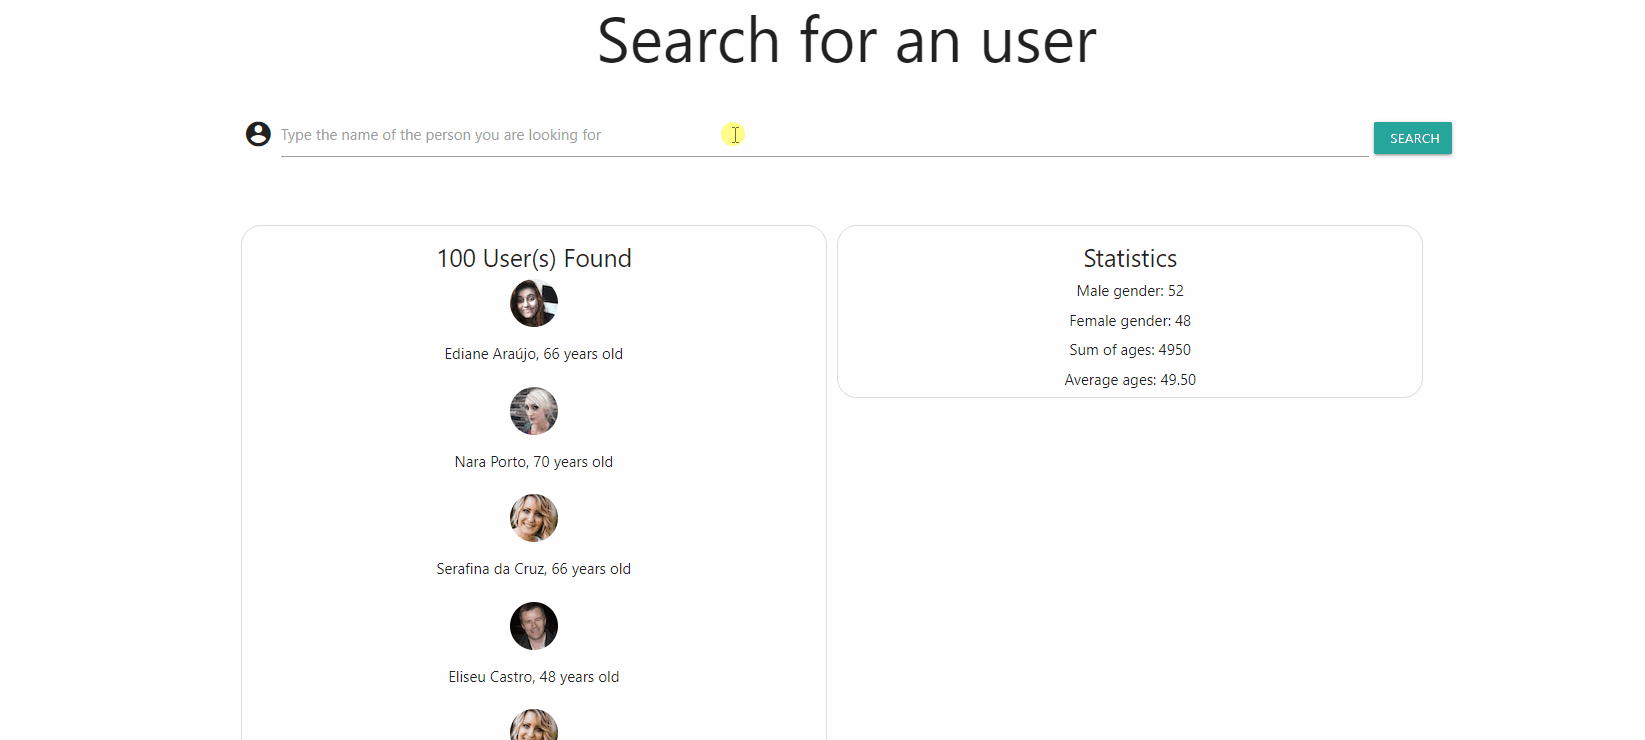 Search for an user
Type the name of the person you are looking for
SEARCH
100 User(s) Found
Ediane Araújo, 66 years old
Nara Porto, 70 years old
Serafina da Cruz, 66 years old
Eliseu Castro, 48 years old
Statistics
Male gender: 52
Female gender: 48
Sum of ages: 4950
Average ages: 49.50